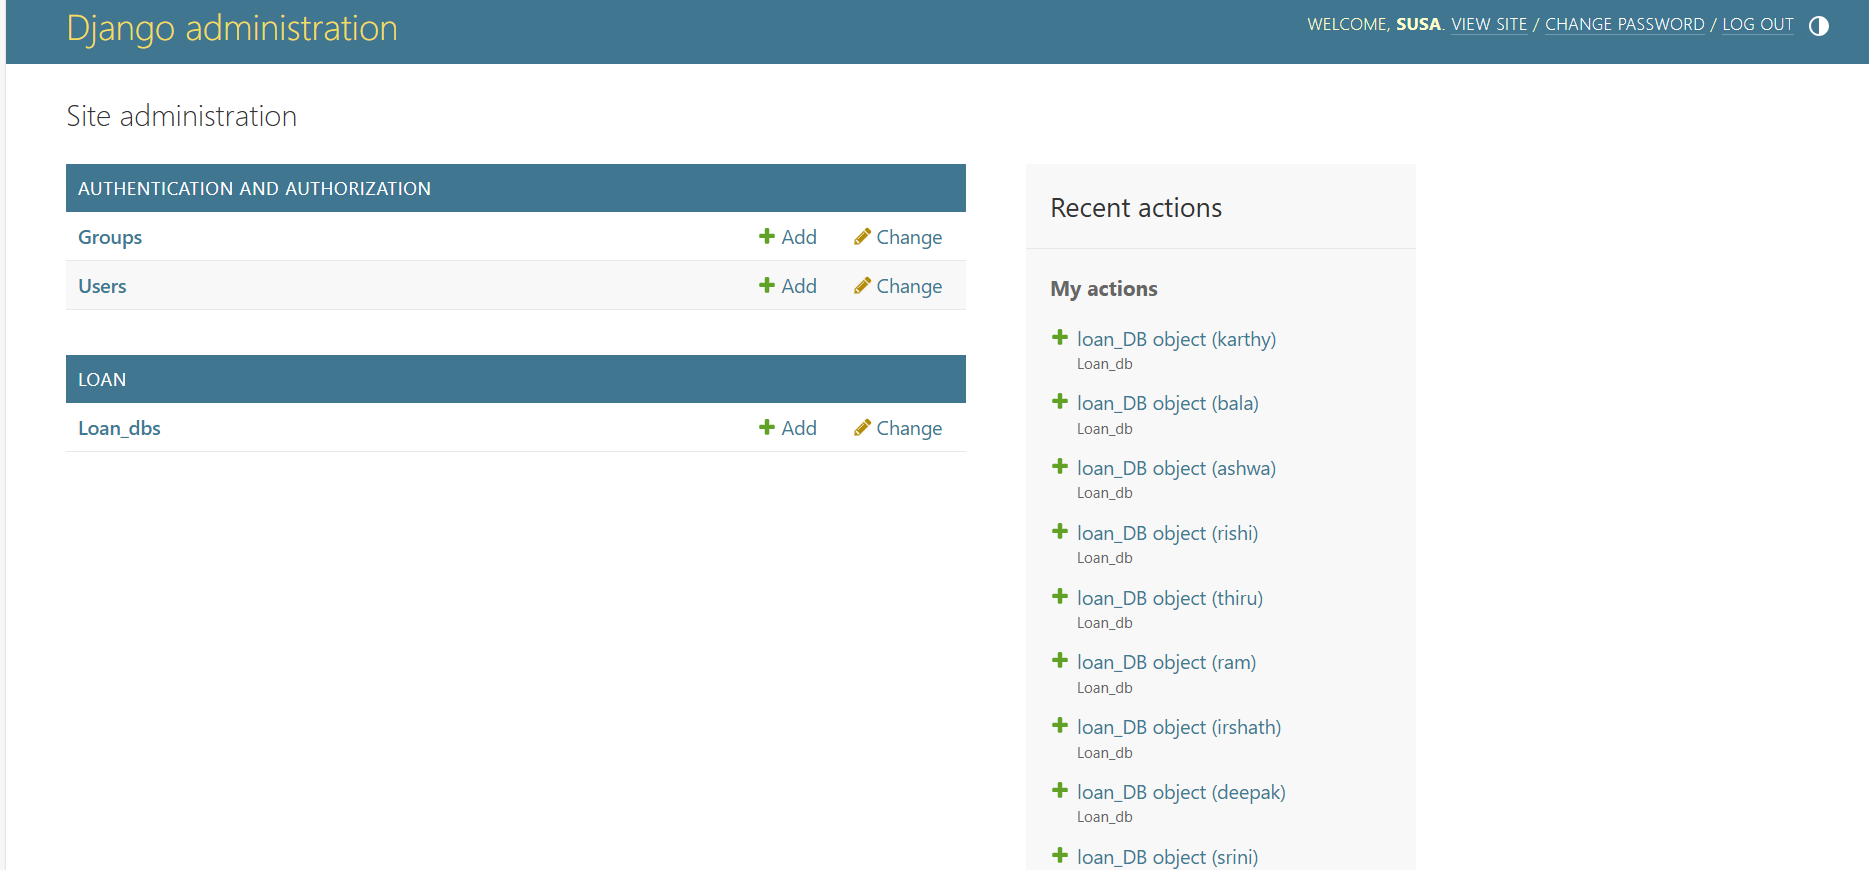 Django administration
WELCOME, SUSA. VIEW SITE / CHANGE PASSWORD / LOG OUT
Site administration
AUTHENTICATION AND AUTHORIZATION
Groups Add Change
Users Add Change
LOAN
Loan_dbs Add Change
Recent actions
My actions
loan_DB object (karthy)
Loan_db
loan_DB object (bala)
Loan_db
loan_DB object (ashwa)
Loan_db
loan_DB object (rishi)
Loan_db
loan_DB object (thiru)
Loan_db
loan_DB object (ram)
Loan_db
loan_DB object (irshath)
Loan_db
loan_DB object (deepak)
Loan_db
loan_DB object (srini)